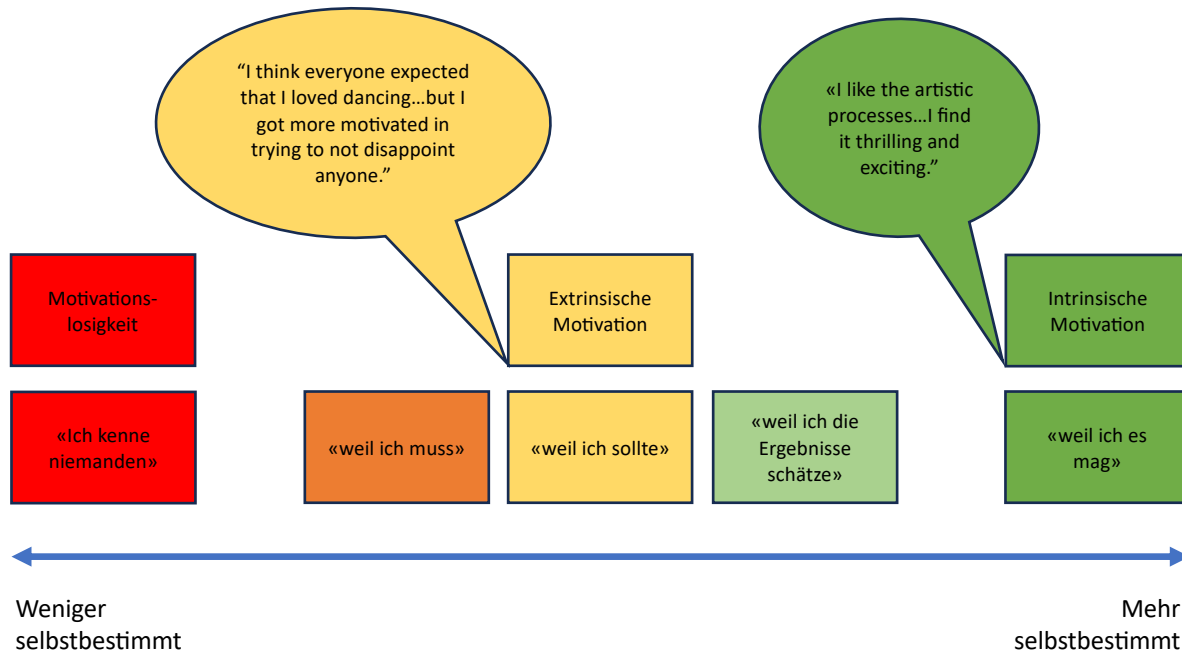 “I think everyone expected
that I loved dancing...but I
got more motivated in
trying to not disappoint
anyone.”
«I like the artistic
processes...I find
it thrilling and
exciting.”
Motivations-
losigkeit
Extrinsische
Motivation
Intrinsische
Motivation
«Ich kenne
niemanden»
«weil ich muss»
«weil ich sollte»
«weil ich die
Ergebnisse
schätze»
«weil ich es
mag»
Weniger
selbstbestimmt
Mehr
selbstbestimmt